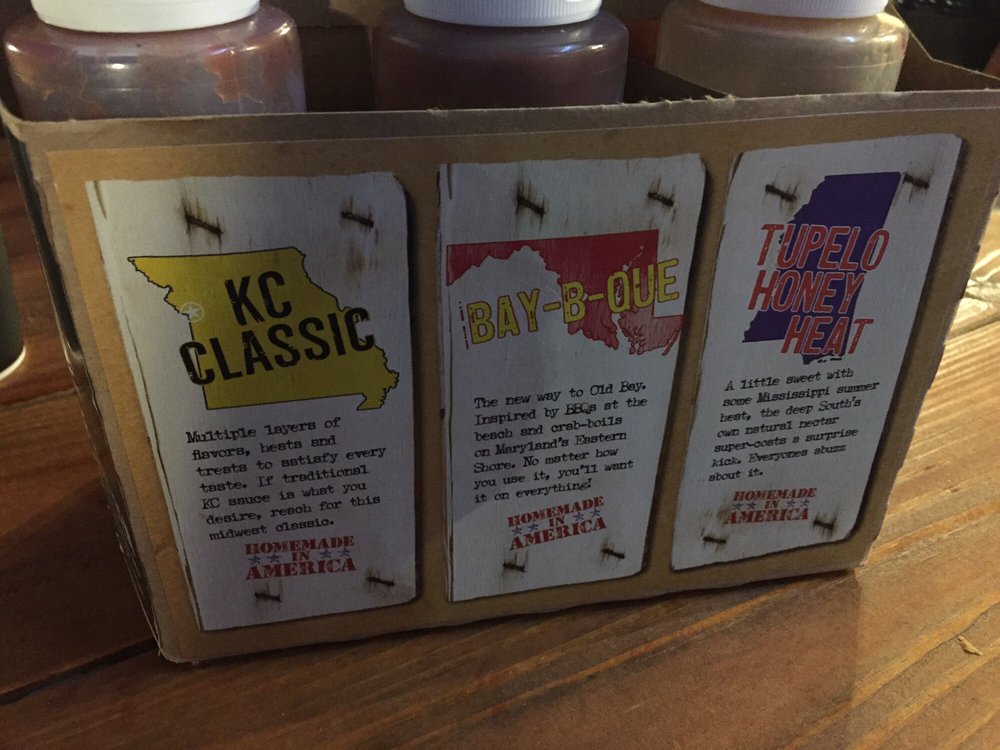 KC
CLASSIC
Multiple layers of
flavors, heats and
treats to satisfy every
taste. If traditional
KC sauce is what you
desire, reach for this
midwest classic.
HOMEMADE
IN
AMERICA
BAY-B-QUE
The new way to Old Bay.
Inspired by BBQs at the
beach and crab-boils
on Maryland's Eastern
Shore. No matter how
you use it, you'll want
it on everything!
HOMEMADE
IN
AMERICA
TUPELO
HONEY
HEAT
A little sweet with
some Mississippi summer
heat, the deep South's
own natural nectar
super-coats a surprise
kick. Everyones abuzz
about it.
HOMEMADE
IN
AMERICA